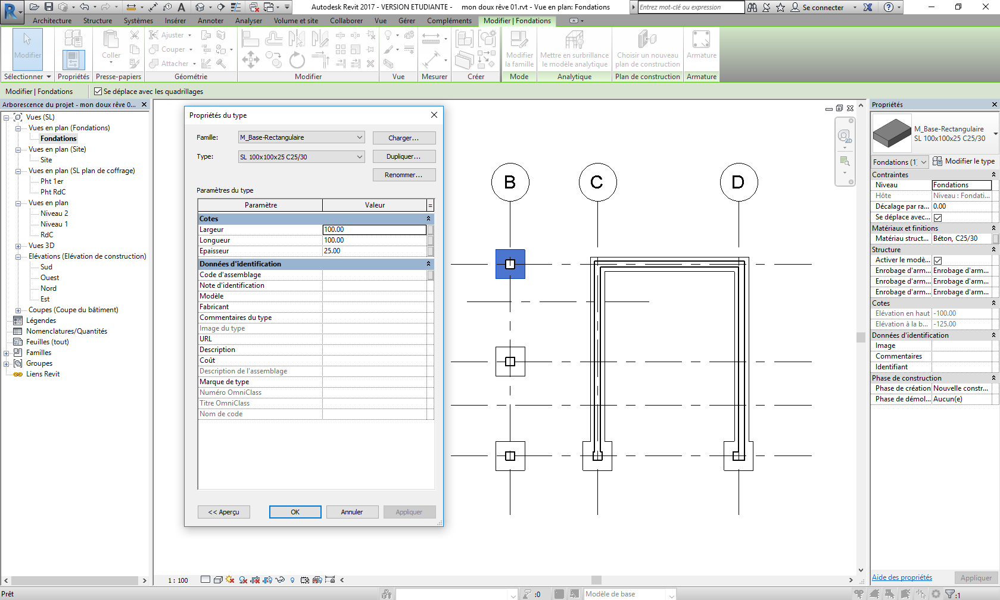 Autodesk Revit 2017 - VERSION ETUDIANTE -     mon doux rêve 01.rvt - Vue en plan: Fondations
Entrez mot-clé ou expression
Se connecter
Architecture Structure Systèmes Insérer Annoter Analyser Volume et site Collaborer Vue Gérer Compléments Modifier | Fondations
Modifier
Coller
Ajuster
Couper
Attacher
Modifier
la famille
Mettre en surbrillance
le modèle analytique
Choisir un nouveau
plan de construction
Armature
Sélectionner Propriétés Presse-papiers Géométrie Modifier Vue Mesurer Créer Mode Analytique Plan de construction Armature
Modifier | Fondations
Se déplace avec les quadrillages
Arborescence du projet - mon doux rêve 0...
Vues (SL)
Vues en plan (Fondations)
Fondations
Vues en plan (Site)
Site
Vues en plan (SL plan de coffrage)
Pht 1er
Pht RdC
Vues en plan
Niveau 2
Niveau 1
RdC
Vues 3D
Elévations (Elévation de construction)
Sud
Ouest
Nord
Est
Coupes (Coupe du bâtiment)
Légendes
Nomenclatures/Quantités
Feuilles (tout)
Familles
Groupes
Liens Revit
Propriétés du type
Famille: M_Base-Rectangulaire Charger...
Type: SL 100x100x25 C25/30 Dupliquer...
Renommer...
Paramètres du type
Paramètre Valeur =
Cotes
Largeur 100.00
Longueur 100.00
Epaisseur 25.00
Données d'identification
Code d'assemblage
Note d'identification
Modèle
Fabricant
Commentaires du type
Image du type
URL
Description
Coût
Description de l'assemblage
Marque de type
Numéro OmniClass
Titre OmniClass
Nom de code
<< Aperçu OK Annuler Appliquer
B C D
2D
Propriétés
M_Base-Rectangulaire
SL 100x100x25 C25/30
Fondations (1) Modifier le type
Contraintes
Niveau Fondations
Hôte Niveau : Fondati...
Décalage par ra... 0.00
Se déplace avec...
Matériaux et finitions
Matériau struct... Béton, C25/30
Structure
Activer le modè...
Enrobage d'arm... Enrobage d'arm...
Enrobage d'arm... Enrobage d'arm...
Enrobage d'arm... Enrobage d'arm...
Cotes
Elévation en haut -100.00
Elévation à la b... -125.00
Données d'identification
Image
Commentaires
Identifiant
Phase de construction
Phase de création Nouvelle constr...
Phase de démol... Aucun(e)
Aide des propriétés Appliquer
1 : 100
Prêt
:0
Modèle de base
:1